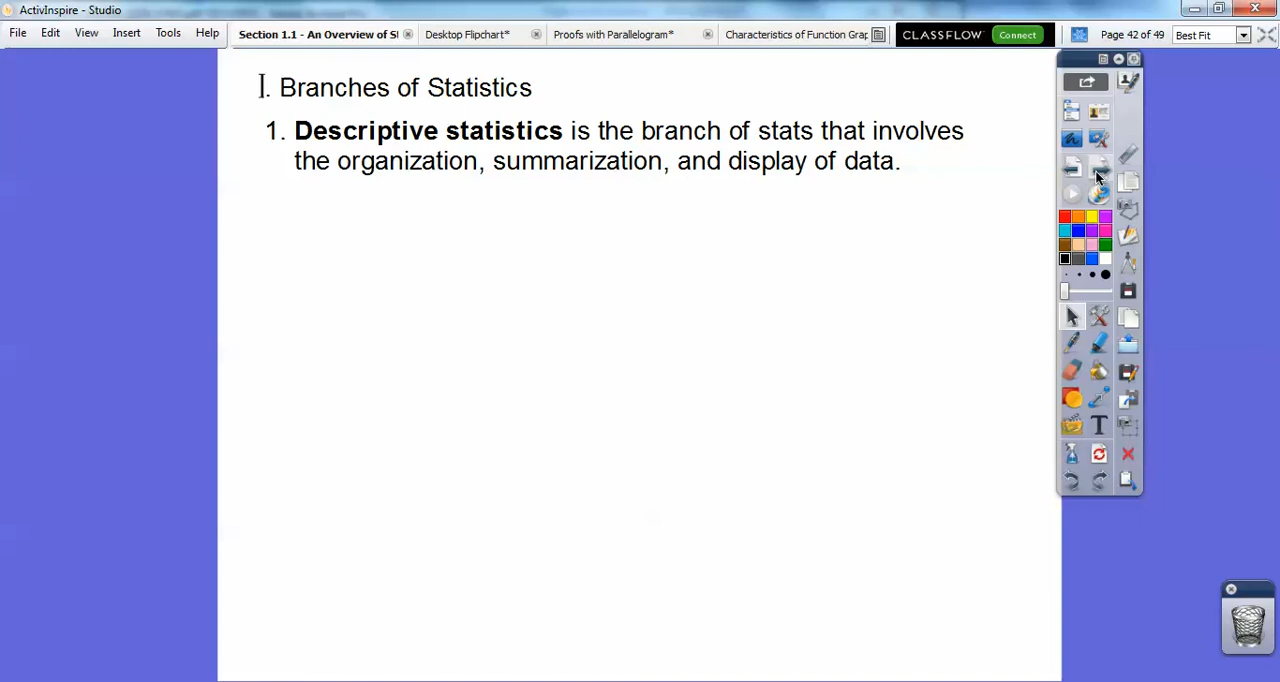 ActivInspire - Studio
File Edit View Insert Tools Help
Section 1.1 - An Overview of St
Desktop Flipchart*
Proofs with Parallelogram*
Characteristics of Function Grap
CLASSFLOW
Connect
Page 42 of 49
Best Fit
I. Branches of Statistics
1. Descriptive statistics is the branch of stats that involves
the organization, summarization, and display of data.
T